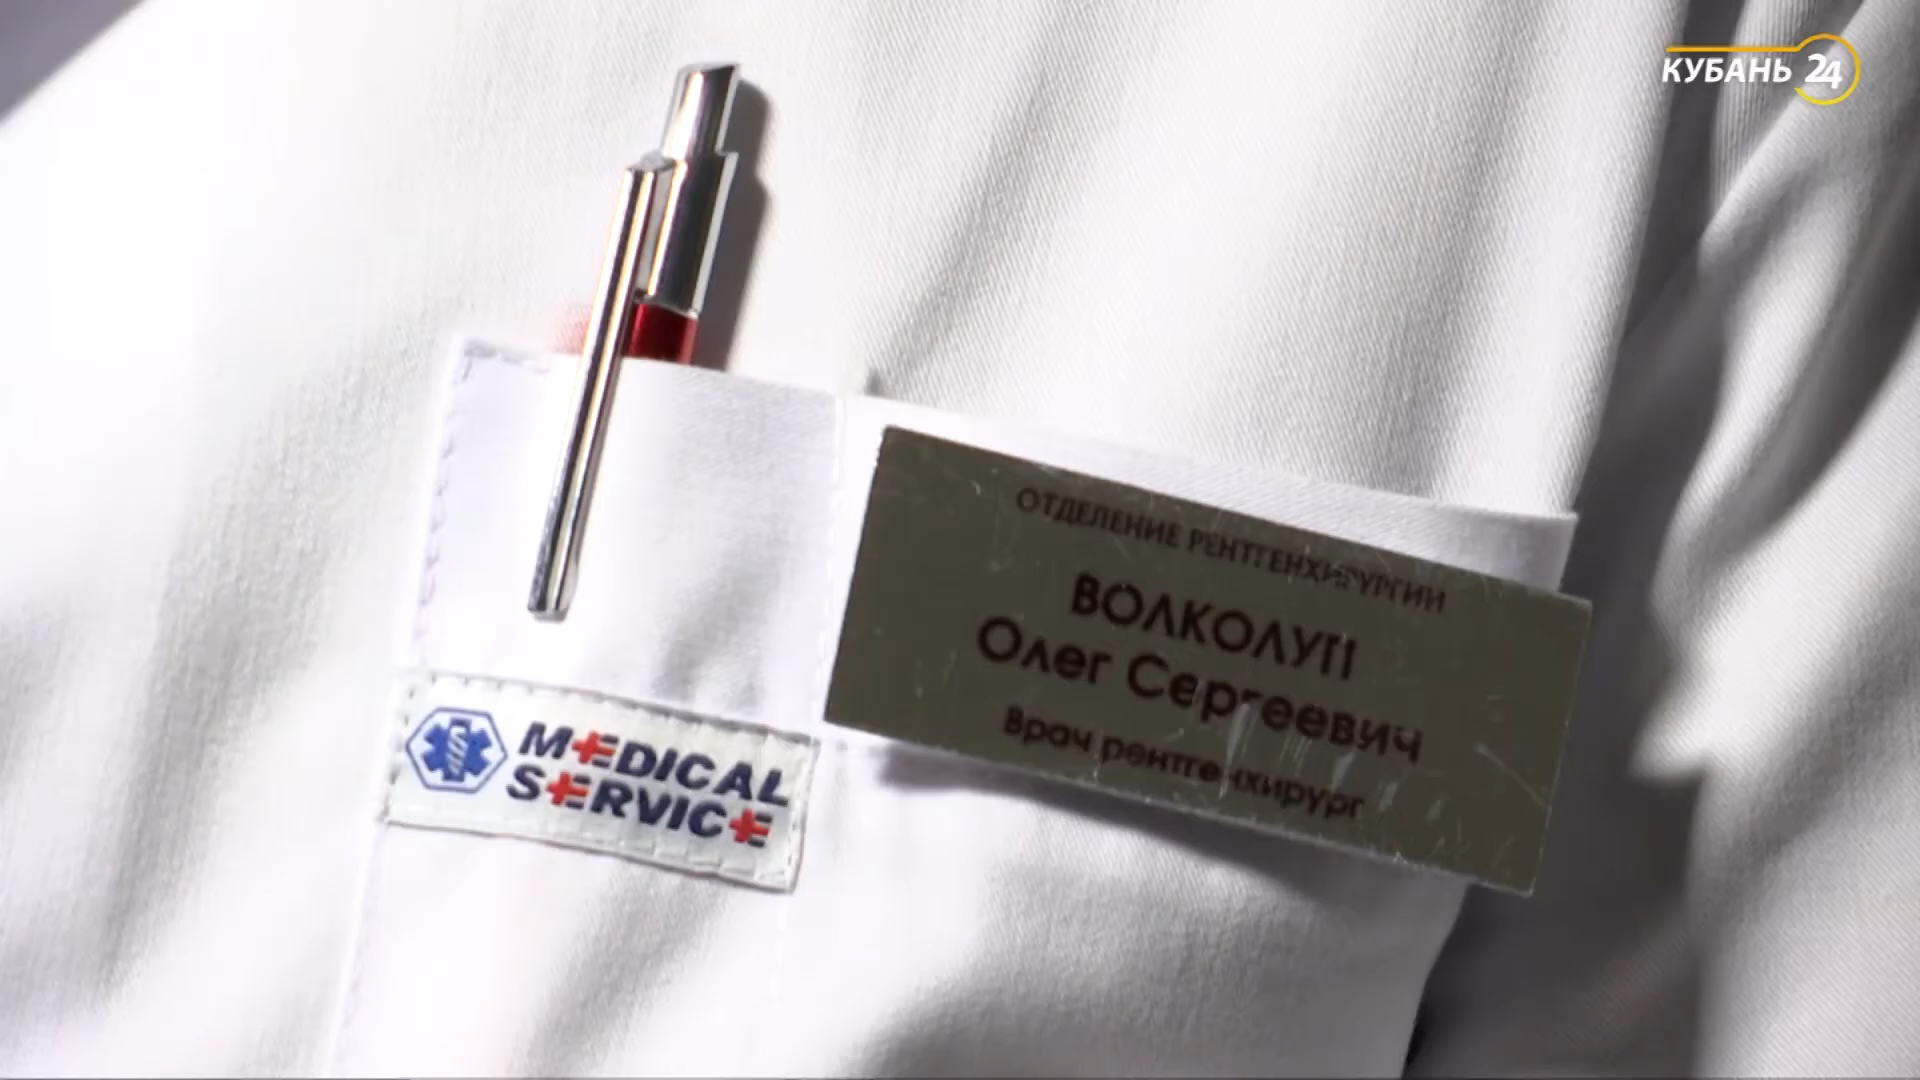 КУБАНЬ 24
ОТДЕЛЕНИЕ РЕНТГЕНХИРУРГИИ
ВОЛКОЛУП
Олег Сергеевич
Врач рентгенхирург
MEDICAL
SERVICE